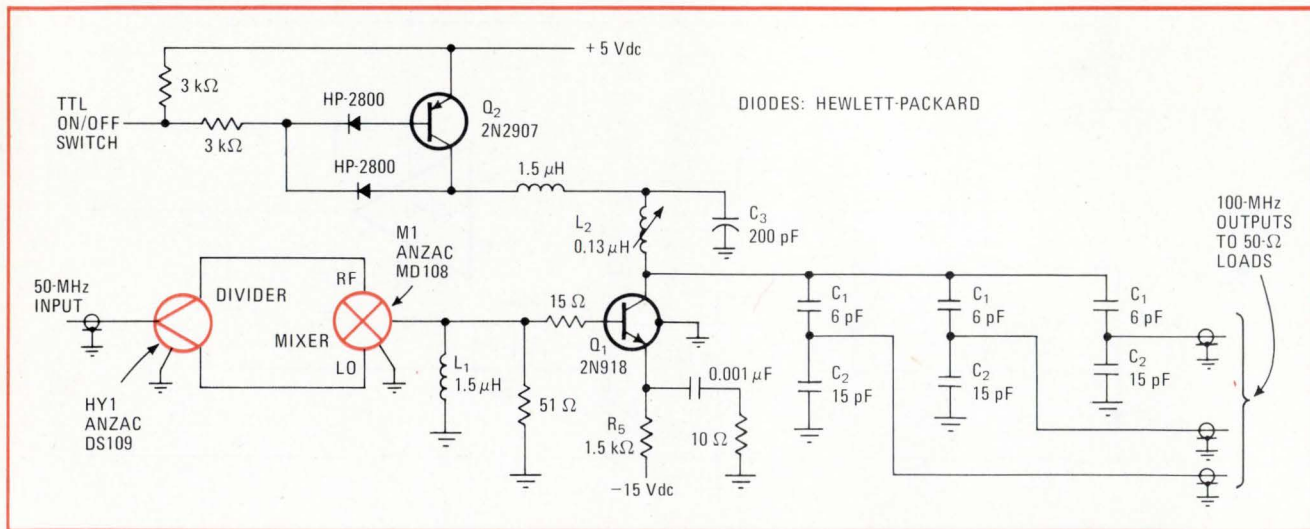 + 5 Vdc
3 kΩ
TTL
ON/OFF
SWITCH
3 kΩ
HP-2800
Q2
2N2907
DIODES: HEWLETT-PACKARD
HP-2800
1.5 μH
L2
0.13 μH
C3
200 pF
100-MHz
OUTPUTS
TO 50-Ω
LOADS
M1
ANZAC
MD108
50-MHz
INPUT
DIVIDER
RF
MIXER
LO
HY1
ANZAC
DS109
L1
1.5 μH
51 Ω
15 Ω
Q1
2N918
0.001 μF
R5
1.5 kΩ
10 Ω
−15 Vdc
C1
6 pF
C2
15 pF
C1
6 pF
C2
15 pF
C1
6 pF
C2
15 pF